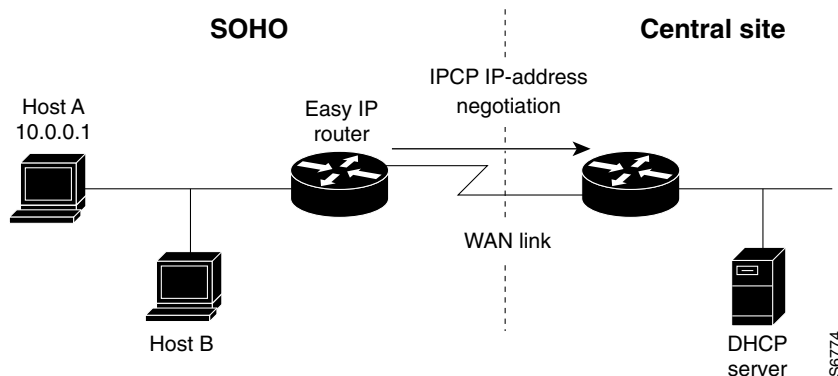 SOHO
Central site
IPCP IP-address
negotiation
Host A
10.0.0.1
Easy IP
router
WAN link
Host B
DHCP
server
S6774